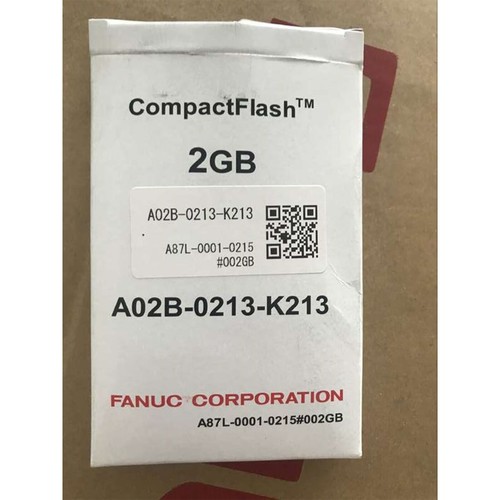 CompactFlash™
2GB
A02B-0213-K213
A87L-0001-0215
#002GB
A02B-0213-K213
FANUC CORPORATION
A87L-0001-0215#002GB